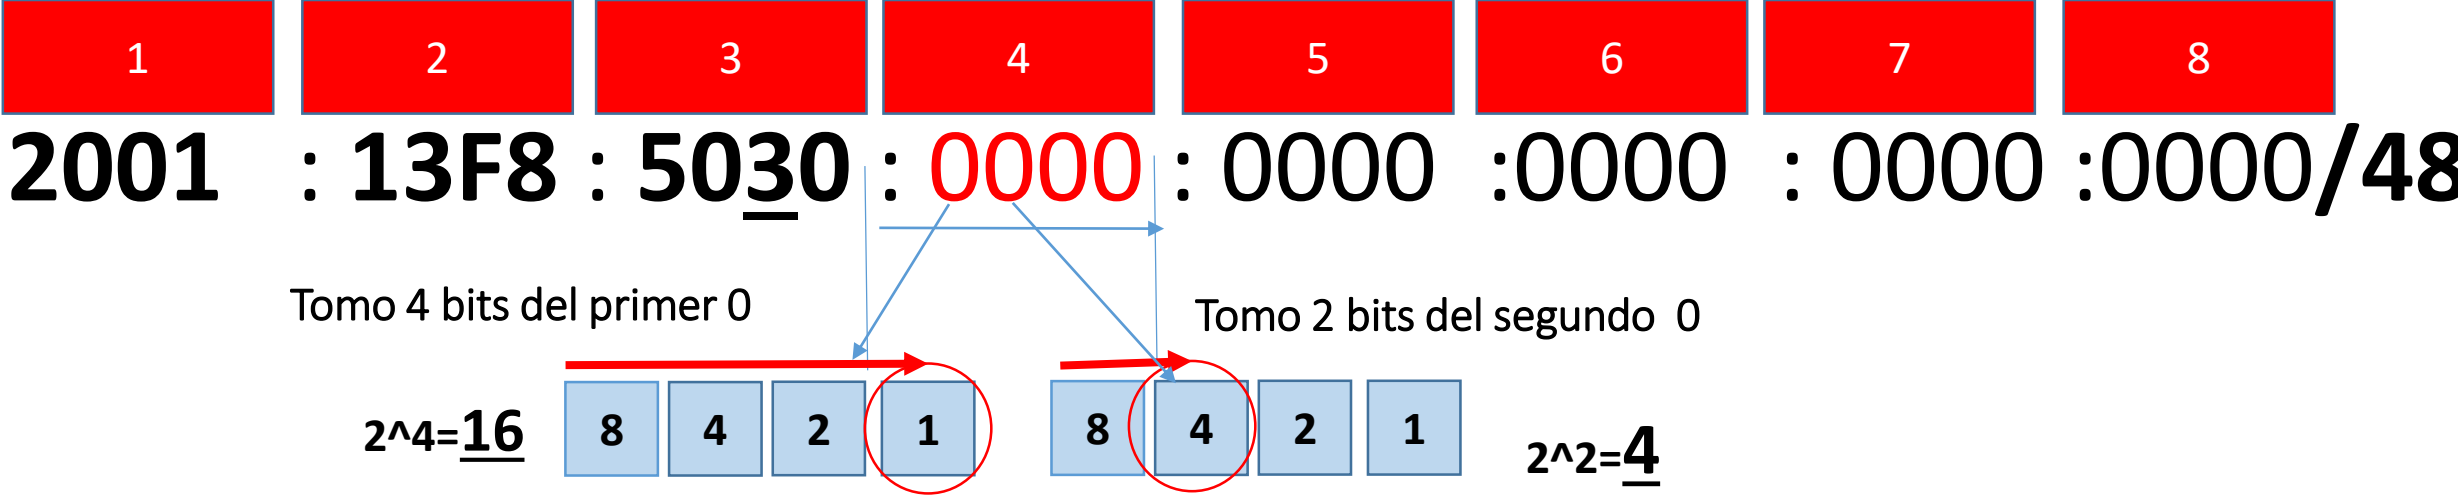 1 2 3 4 5 6 7 8
2001 : 13F8 : 5030 : 0000 : 0000 :0000 : 0000 :0000/48
Tomo 4 bits del primer 0
Tomo 2 bits del segundo 0
2^4=16 8 4 2 1 8 4 2 1 2^2=4